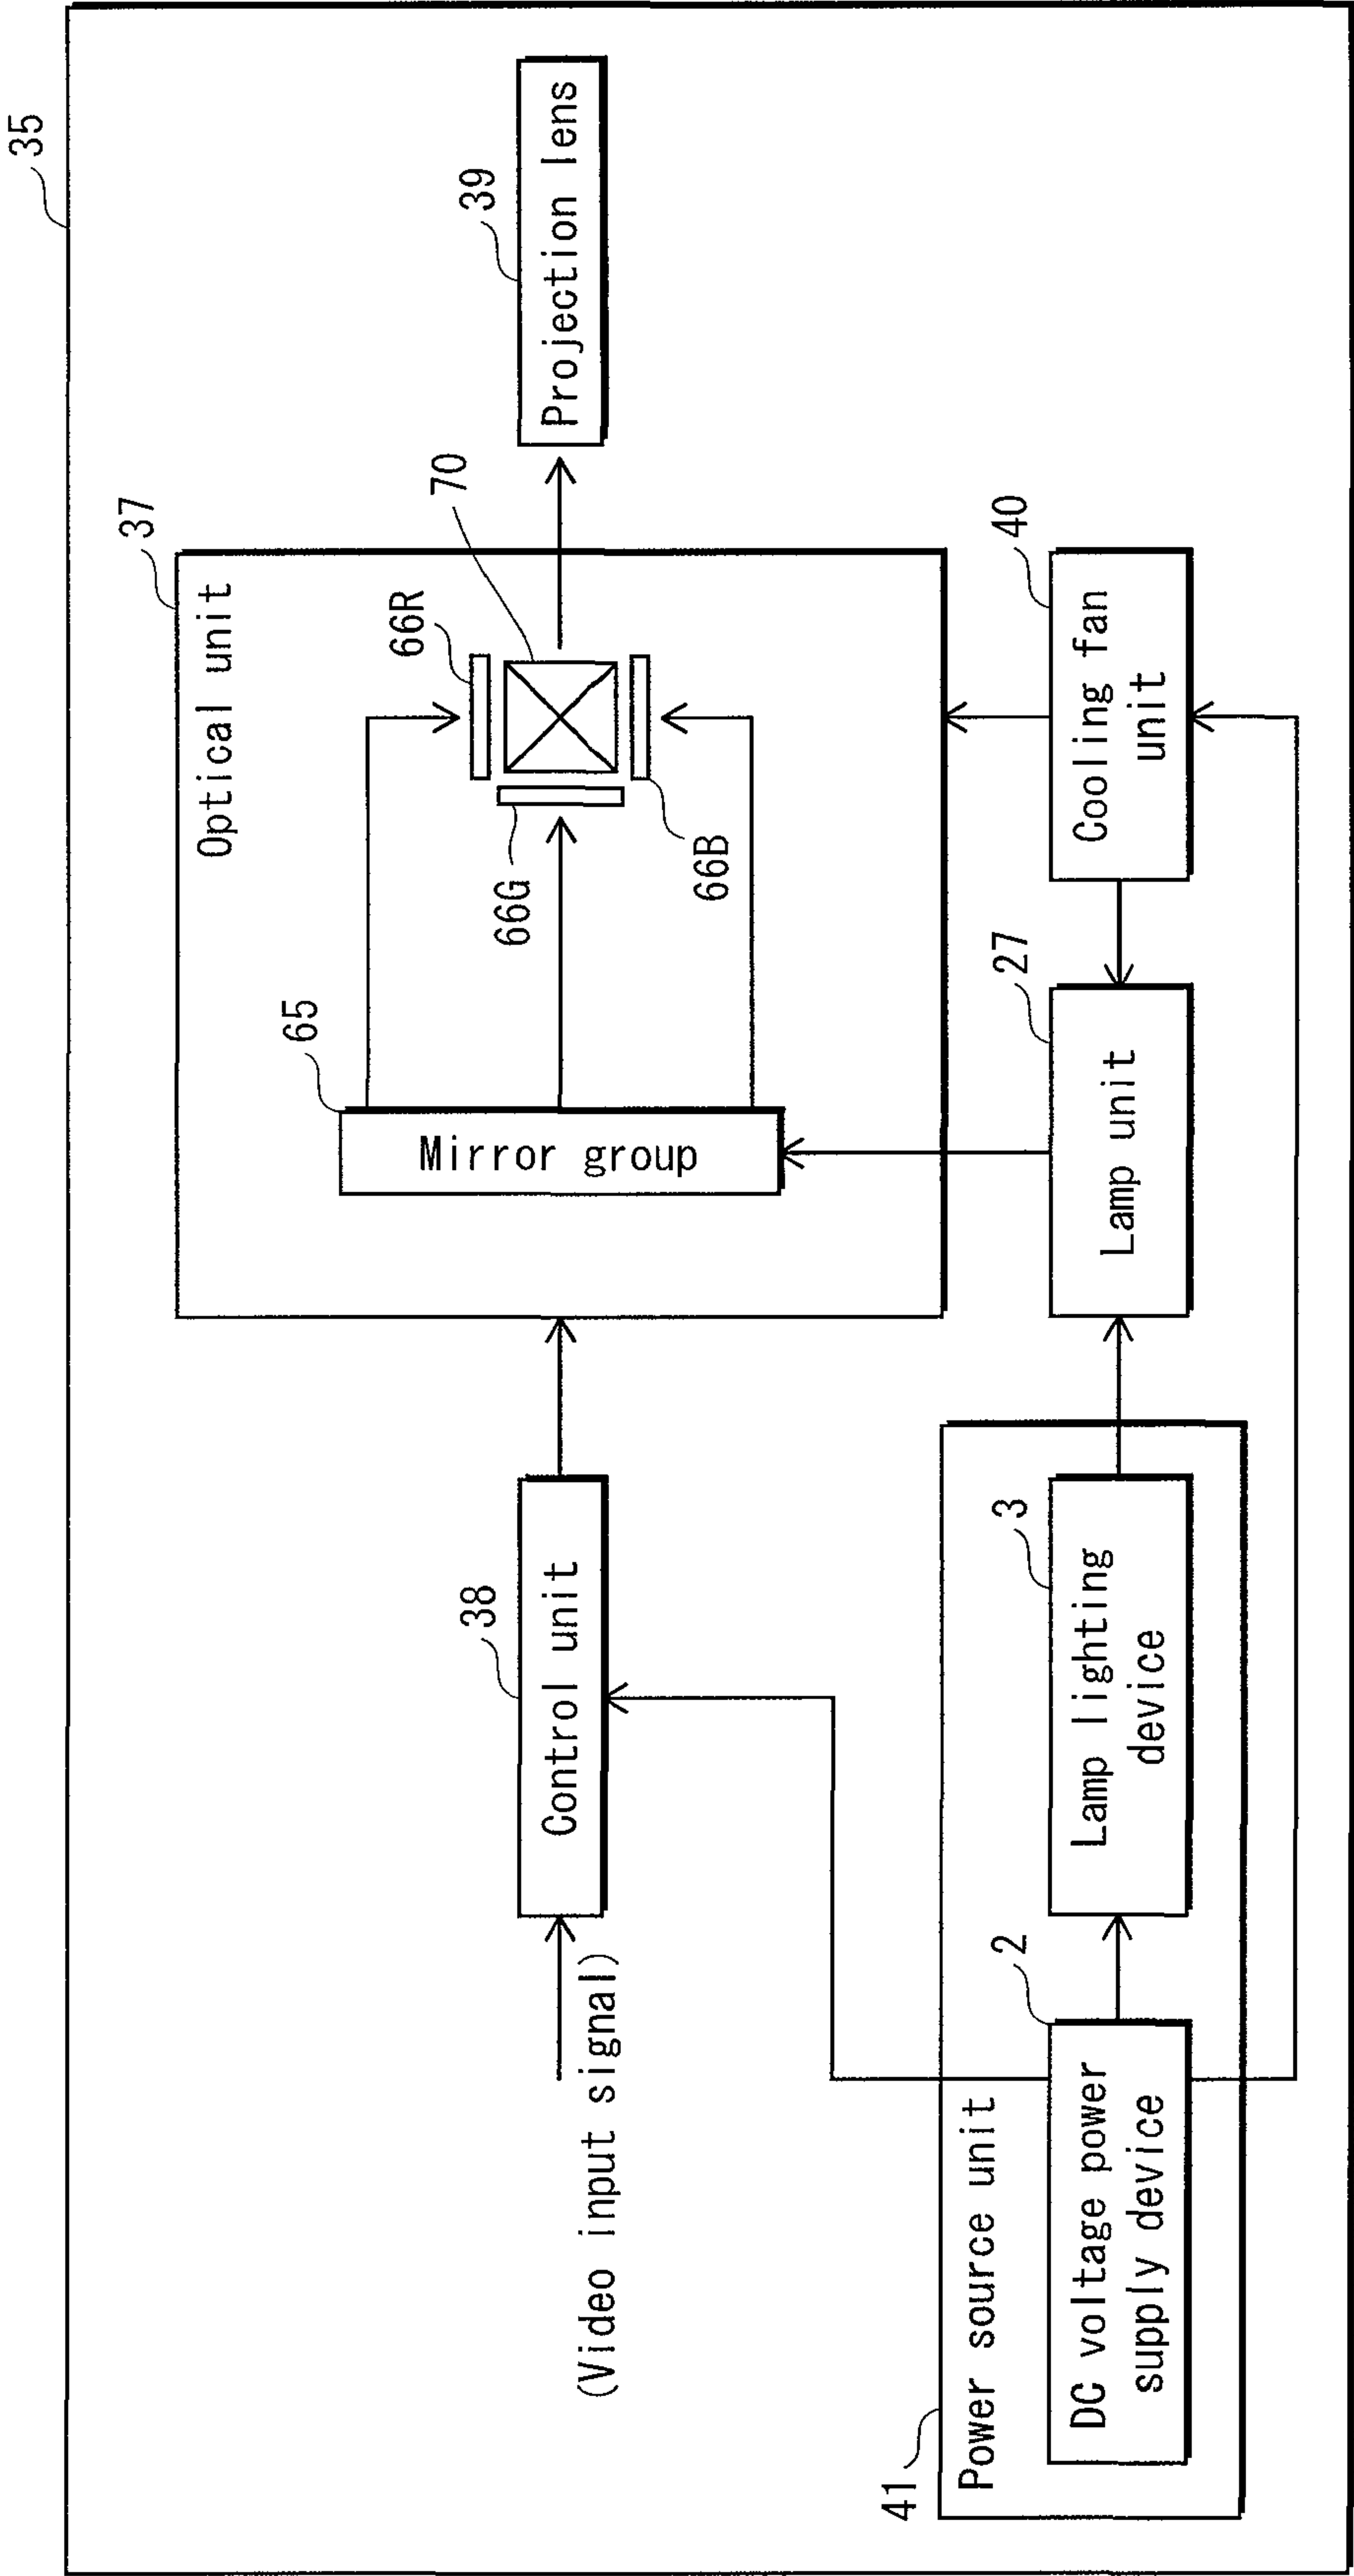 35
37
Optical unit
66R
70
39
Projection lens
65
Mirror group
66G
66B
38
Control unit
(Video input signal)
40
Cooling fan
unit
27
Lamp unit
41
Power source unit
3
Lamp lighting
device
2
DC voltage power
supply device